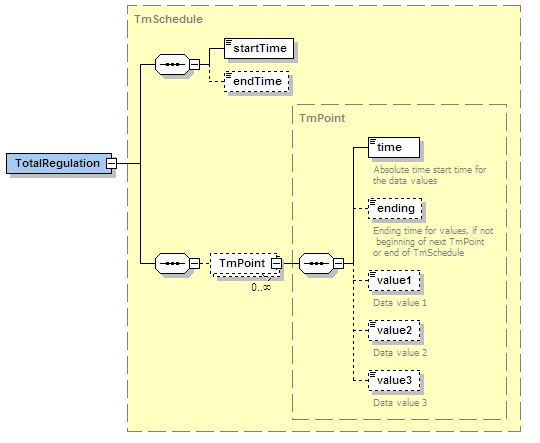 TmSchedule
startTime
endTime
TmPoint
TotalRegulation
time
Absolute time start time for
the data values
ending
Ending time for values, if not
beginning of next TmPoint
or end of TmSchedule
TmPoint
0..∞
value1
Data value 1
value2
Data value 2
value3
Data value 3